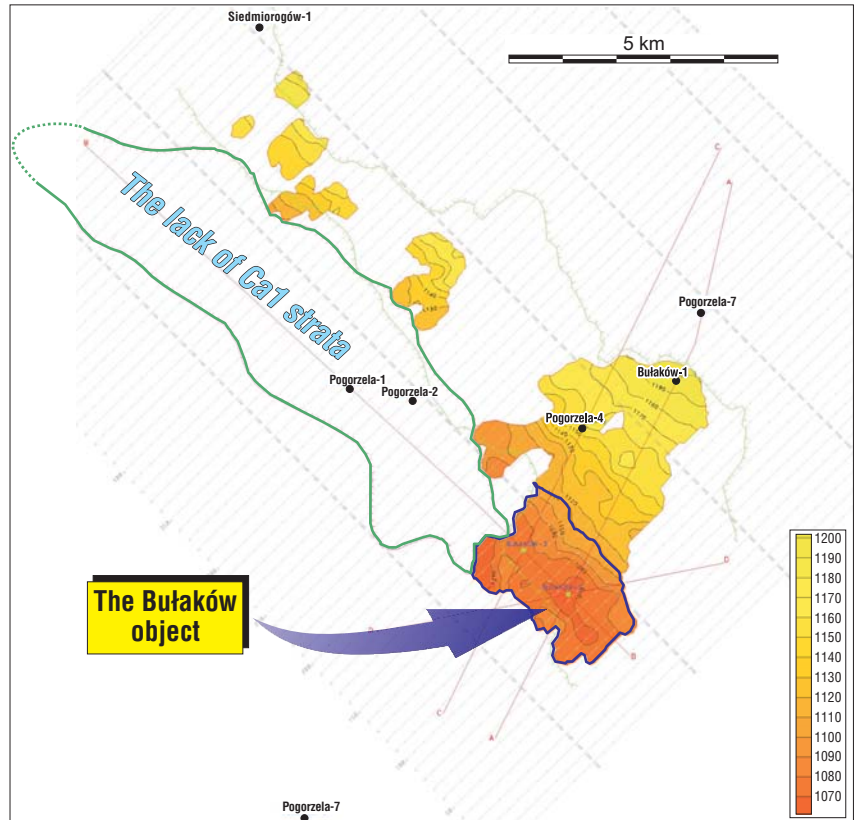 Siedmiorogów-1
5 km
C
A
The lack of Ca1 strata
Pogorzela-7
Bułaków-1
Pogorzela-1
Pogorzela-2
Pogorzela-4
D
The Bułaków
object
D
B
C
A
Pogorzela-7
1200
1190
1180
1170
1160
1150
1140
1130
1120
1110
1100
1090
1080
1070